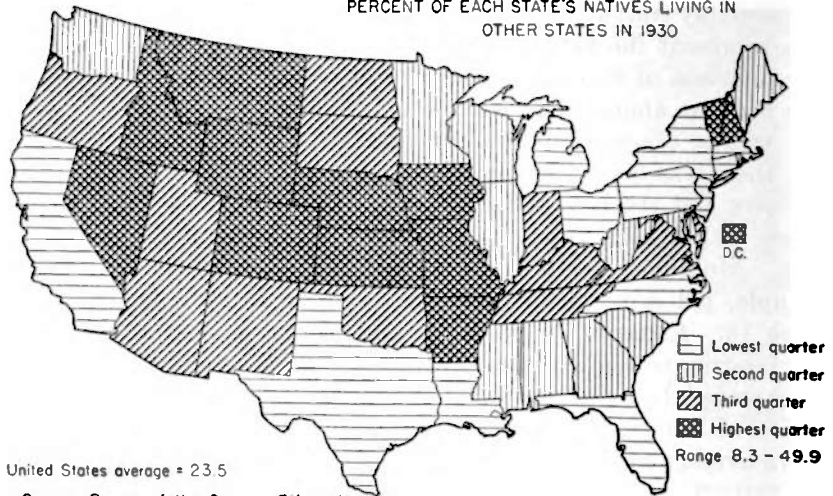 PERCENT OF EACH STATE'S NATIVES LIVING IN
OTHER STATES IN 1930
D.C.
Lowest quarter
Second quarter
Third quarter
Highest quarter
Range 8.3 – 49.9
United States average = 23.5